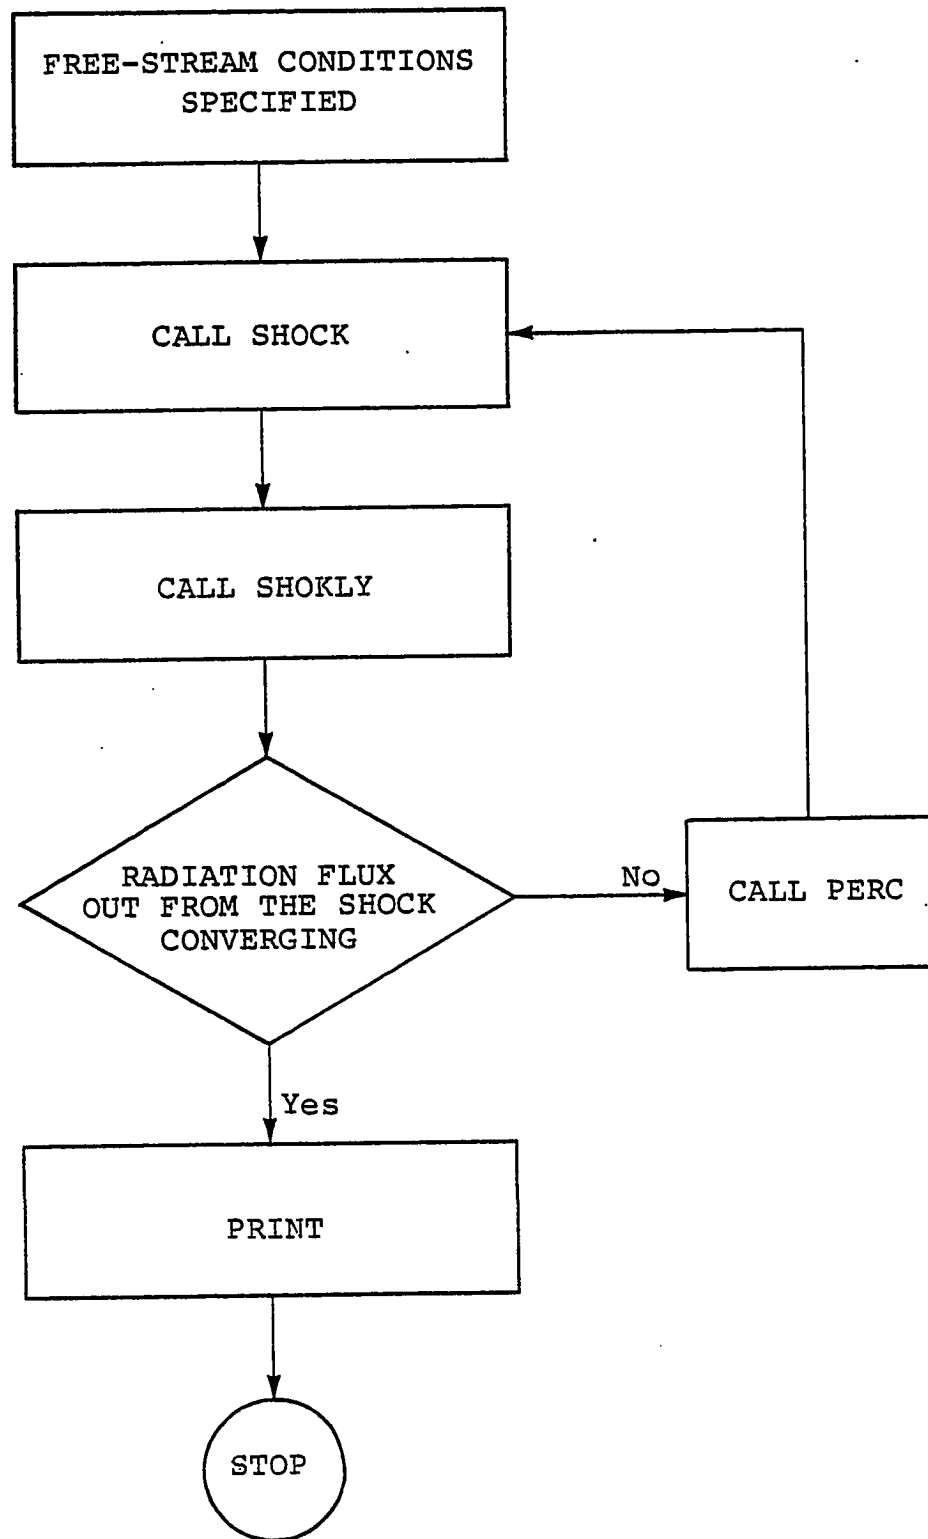 FREE-STREAM CONDITIONS
SPECIFIED
CALL SHOCK
CALL SHOKLY
RADIATION FLUX
OUT FROM THE SHOCK
CONVERGING
No
CALL PERC
Yes
PRINT
STOP